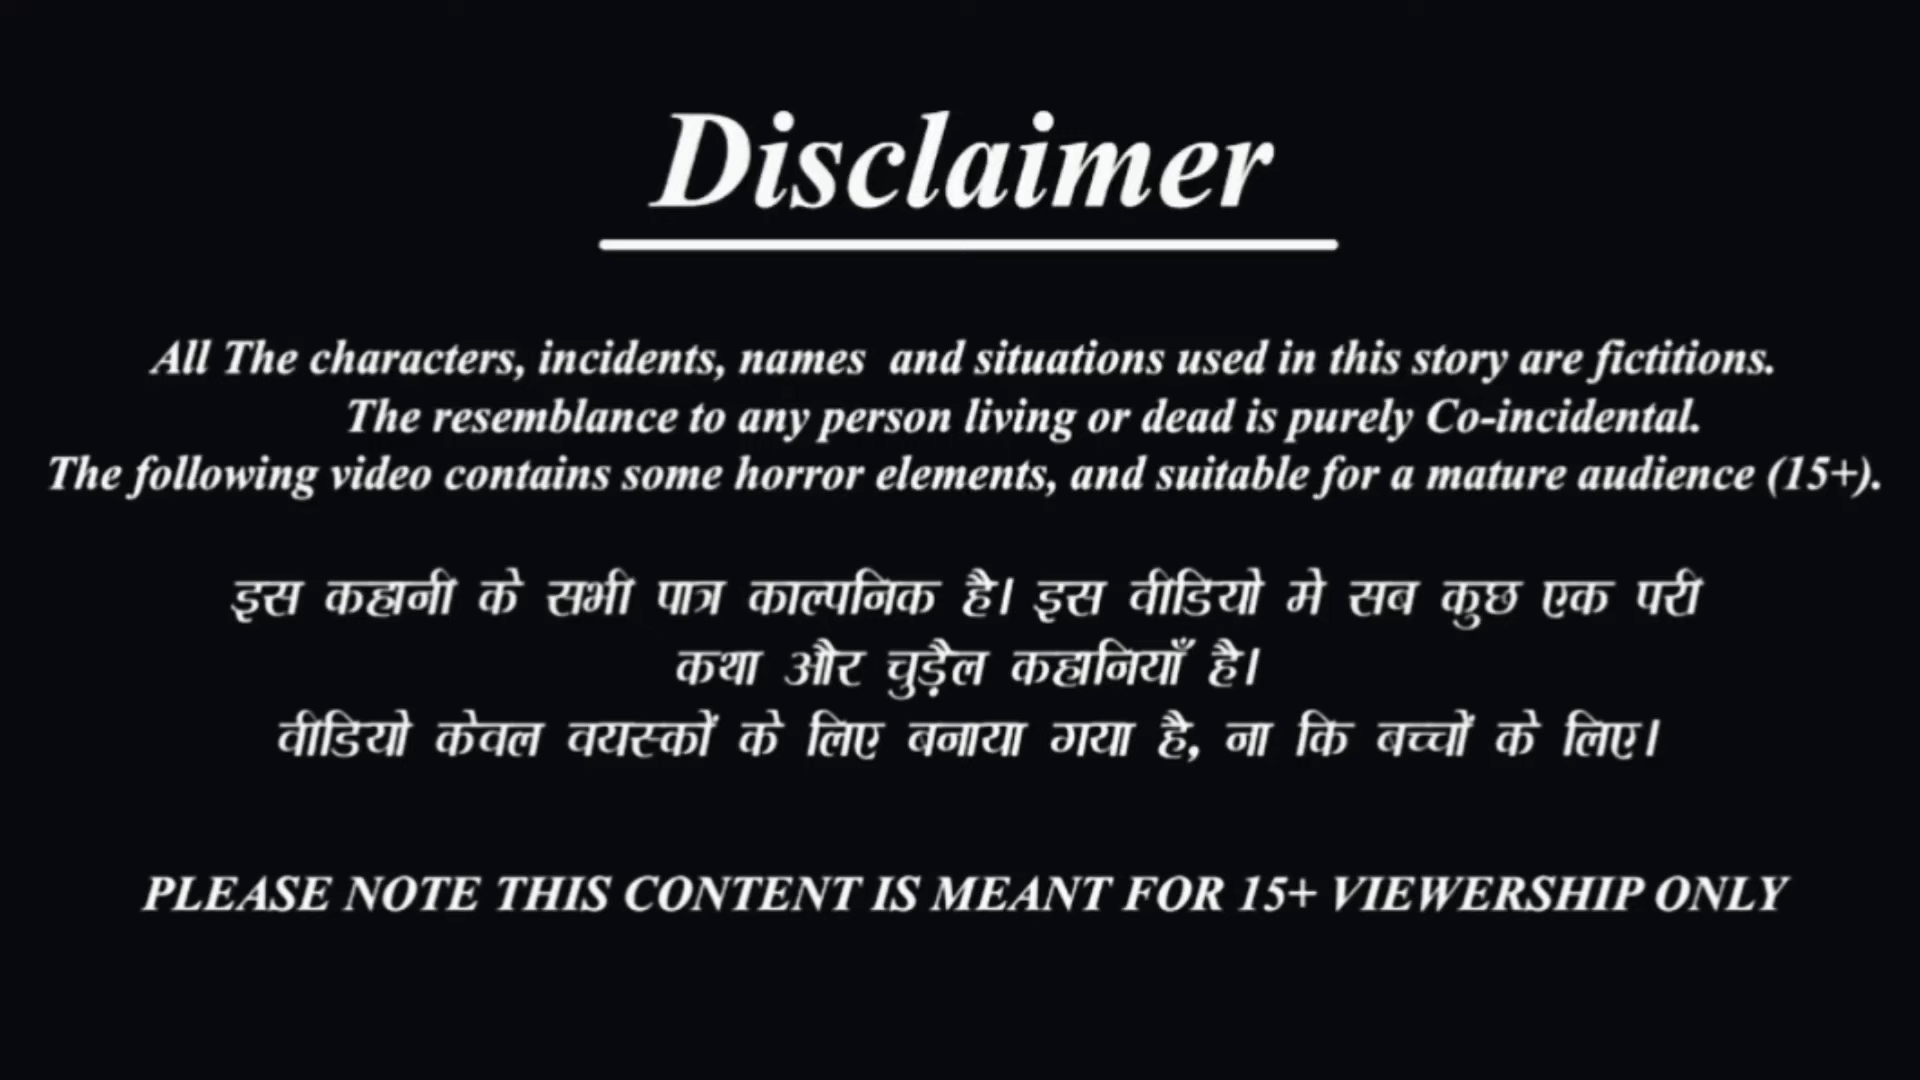 Disclaimer
All The characters, incidents, names and situations used in this story are fictitions.
The resemblance to any person living or dead is purely Co-incidental.
The following video contains some horror elements, and suitable for a mature audience (15+).
इस कहानी के सभी पात्र काल्पनिक है। इस वीडियो मे सब कुछ एक परी
कथा और चुड़ैल कहानियाँ है।
वीडियो केवल वयस्कों के लिए बनाया गया है, ना कि बच्चों के लिए।
PLEASE NOTE THIS CONTENT IS MEANT FOR 15+ VIEWERSHIP ONLY